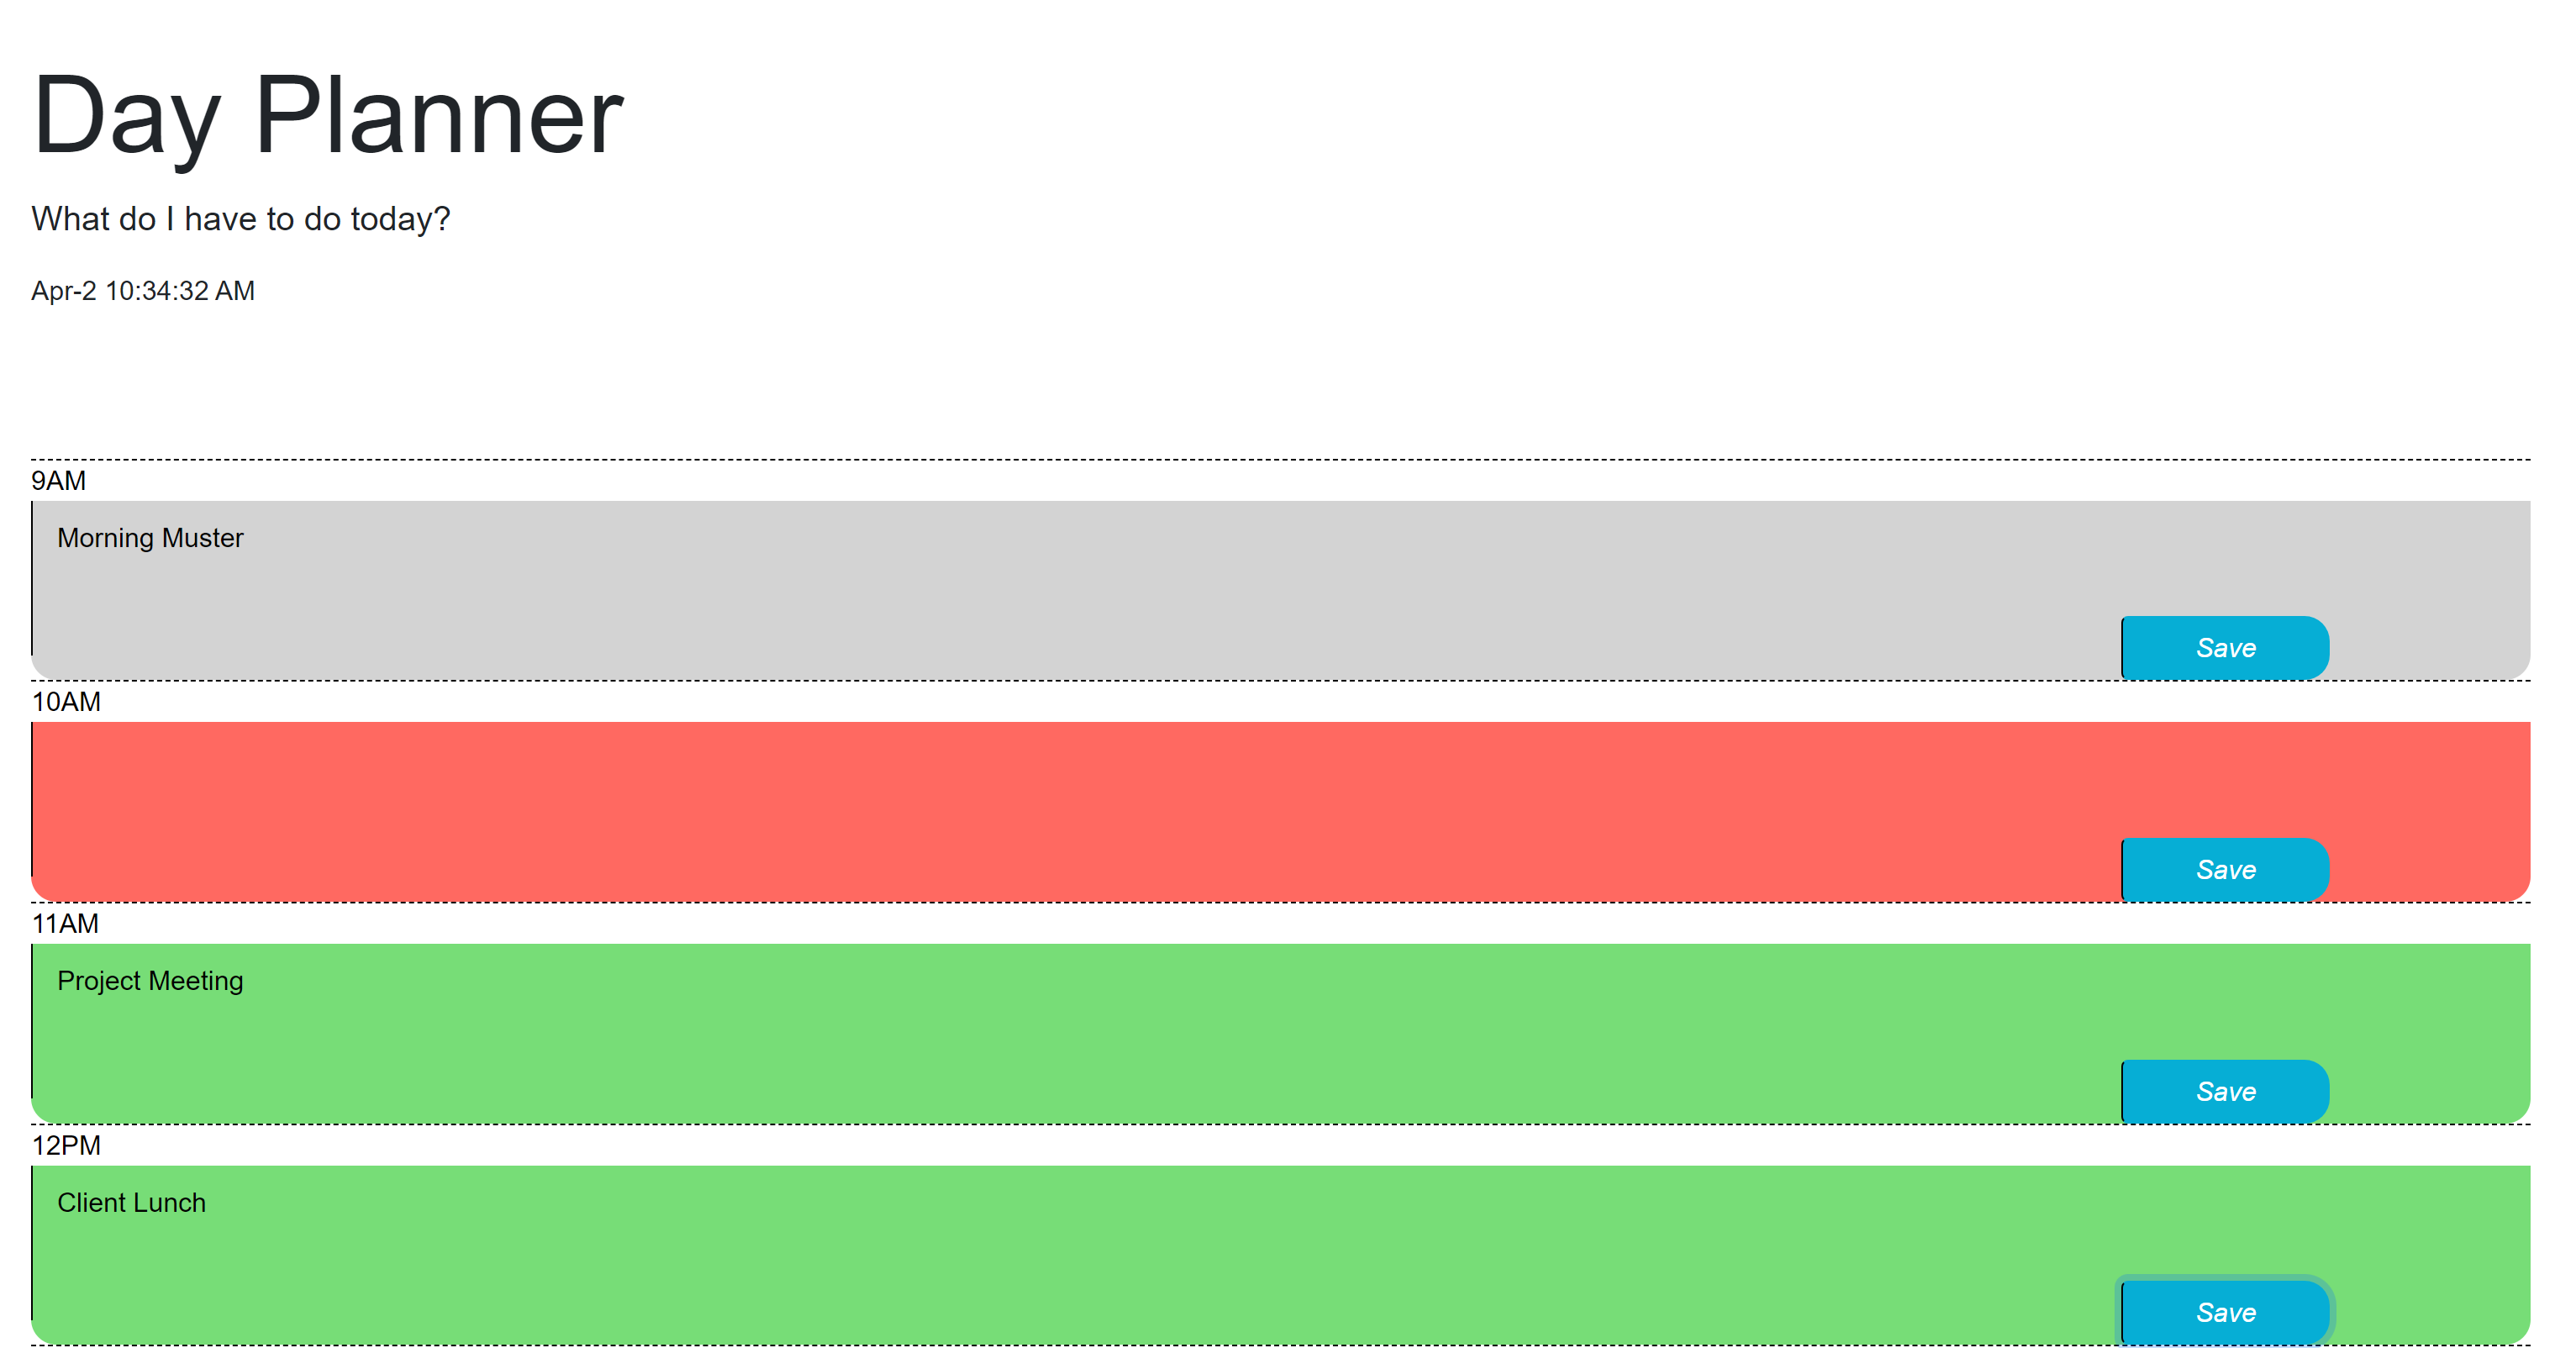 Day Planner
What do I have to do today?
Apr-2 10:34:32 AM
9AM
Morning Muster
Save
10AM
Save
11AM
Project Meeting
Save
12PM
Client Lunch
Save